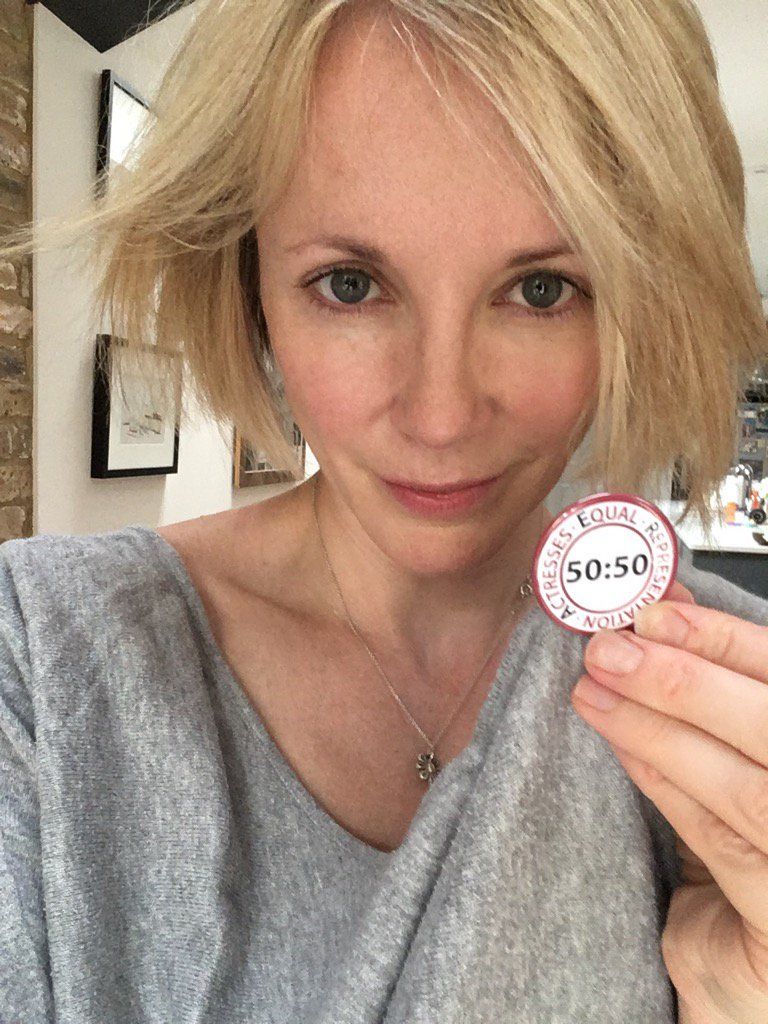 EQUAL · REPRESENTATION · ACTRESSES ·
50:50